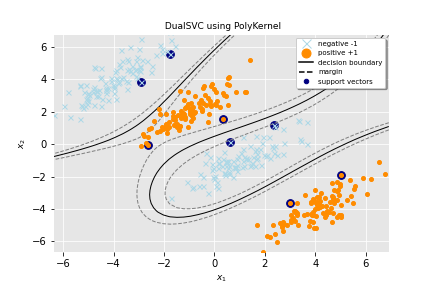 DualSVC using PolyKernel
negative -1
positive +1
decision boundary
margin
support vectors
6
4
2
0
−2
−4
−6
x₂
−6 −4 −2 0 2 4 6
x₁